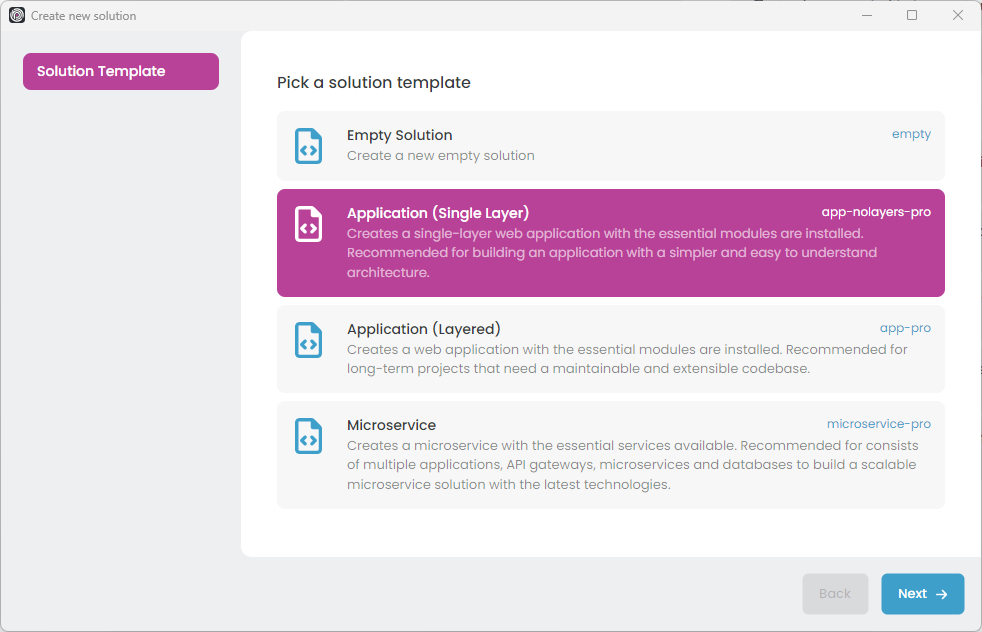 Create new solution
Solution Template
Pick a solution template
Empty Solution
empty
Create a new empty solution
Application (Single Layer)
app-nolayers-pro
Creates a single-layer web application with the essential modules are installed.
Recommended for building an application with a simpler and easy to understand
architecture.
Application (Layered)
app-pro
Creates a web application with the essential modules are installed. Recommended for
long-term projects that need a maintainable and extensible codebase.
Microservice
microservice-pro
Creates a microservice with the essential services available. Recommended for consists
of multiple applications, API gateways, microservices and databases to build a scalable
microservice solution with the latest technologies.
Back
Next